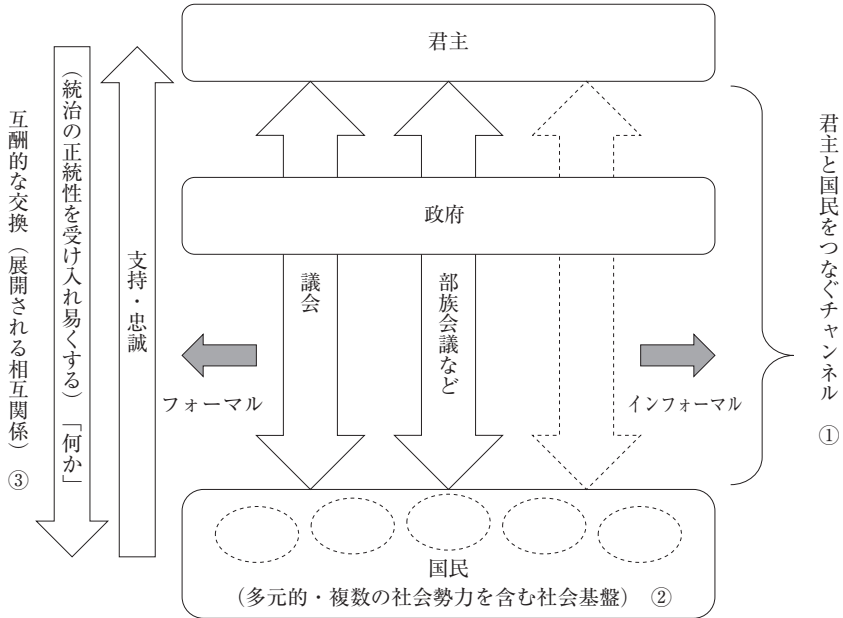 君主
政府
議会
部族会議など
フォーマル
インフォーマル
国民
(多元的・複数の社会勢力を含む社会基盤) ②
君主と国民をつなぐチャンネル ①
支持・忠誠
(統治の正統性を受け入れ易くする)「何か」
互酬的な交換(展開される相互関係) ③